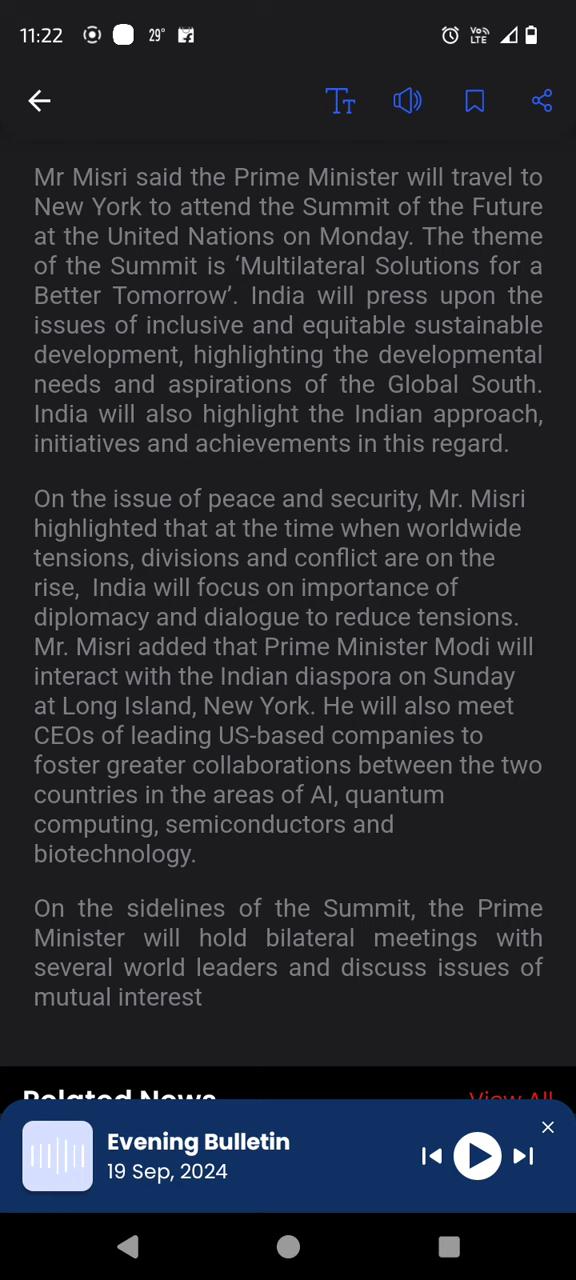 11:22
29°
Vo
LTE
TT
Mr Misri said the Prime Minister will travel to
New York to attend the Summit of the Future
at the United Nations on Monday. The theme
of the Summit is ‘Multilateral Solutions for a
Better Tomorrow’. India will press upon the
issues of inclusive and equitable sustainable
development, highlighting the developmental
needs and aspirations of the Global South.
India will also highlight the Indian approach,
initiatives and achievements in this regard.
On the issue of peace and security, Mr. Misri
highlighted that at the time when worldwide
tensions, divisions and conflict are on the
rise,  India will focus on importance of
diplomacy and dialogue to reduce tensions.
Mr. Misri added that Prime Minister Modi will
interact with the Indian diaspora on Sunday
at Long Island, New York. He will also meet
CEOs of leading US-based companies to
foster greater collaborations between the two
countries in the areas of AI, quantum
computing, semiconductors and
biotechnology.
On the sidelines of the Summit, the Prime
Minister will hold bilateral meetings with
several world leaders and discuss issues of
mutual interest
Related News View All
Evening Bulletin
19 Sep, 2024